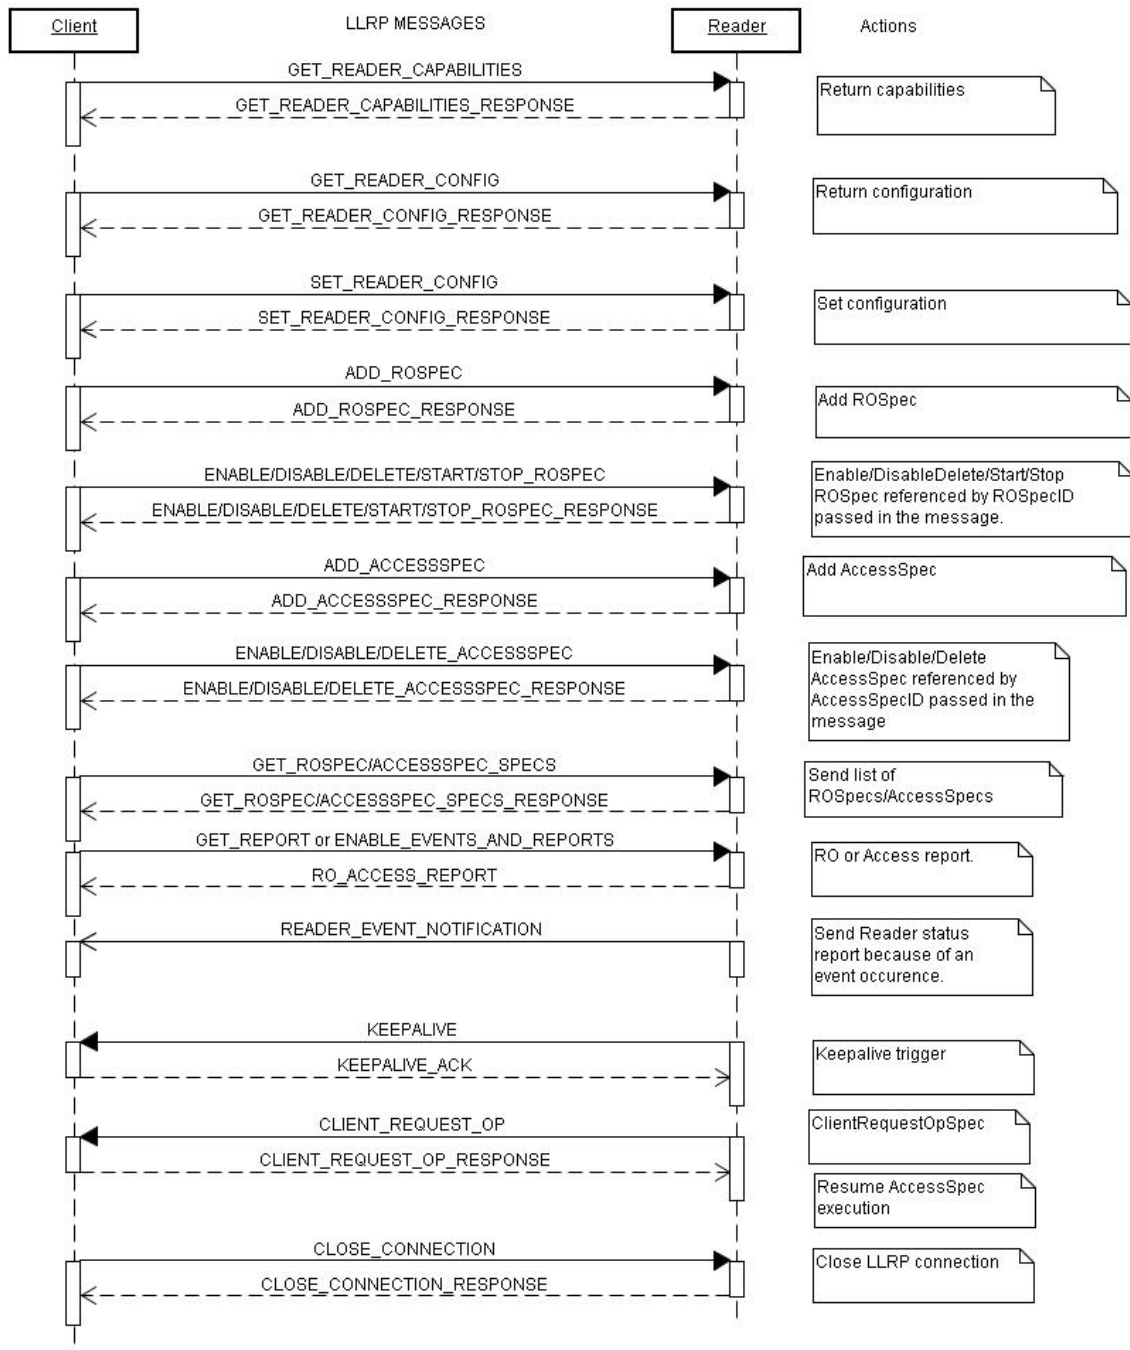 Client
LLRP MESSAGES
Reader
Actions
GET_READER_CAPABILITIES
GET_READER_CAPABILITIES_RESPONSE
Return capabilities
GET_READER_CONFIG
GET_READER_CONFIG_RESPONSE
Return configuration
SET_READER_CONFIG
SET_READER_CONFIG_RESPONSE
Set configuration
ADD_ROSPEC
ADD_ROSPEC_RESPONSE
Add ROSpec
ENABLE/DISABLE/DELETE/START/STOP_ROSPEC
ENABLE/DISABLE/DELETE/START/STOP_ROSPEC_RESPONSE
Enable/DisableDelete/Start/Stop
ROSpec referenced by ROSpecID
passed in the message.
ADD_ACCESSSPEC
ADD_ACCESSSPEC_RESPONSE
Add AccessSpec
ENABLE/DISABLE/DELETE_ACCESSSPEC
ENABLE/DISABLE/DELETE_ACCESSSPEC_RESPONSE
Enable/Disable/Delete
AccessSpec referenced by
AccessSpecID passed in the
message
GET_ROSPEC/ACCESSSPEC_SPECS
GET_ROSPEC/ACCESSSPEC_SPECS_RESPONSE
Send list of
ROSpecs/AccessSpecs
GET_REPORT or ENABLE_EVENTS_AND_REPORTS
RO_ACCESS_REPORT
RO or Access report.
READER_EVENT_NOTIFICATION
Send Reader status
report because of an
event occurence.
KEEPALIVE
KEEPALIVE_ACK
Keepalive trigger
CLIENT_REQUEST_OP
CLIENT_REQUEST_OP_RESPONSE
ClientRequestOpSpec
Resume AccessSpec
execution
CLOSE_CONNECTION
CLOSE_CONNECTION_RESPONSE
Close LLRP connection